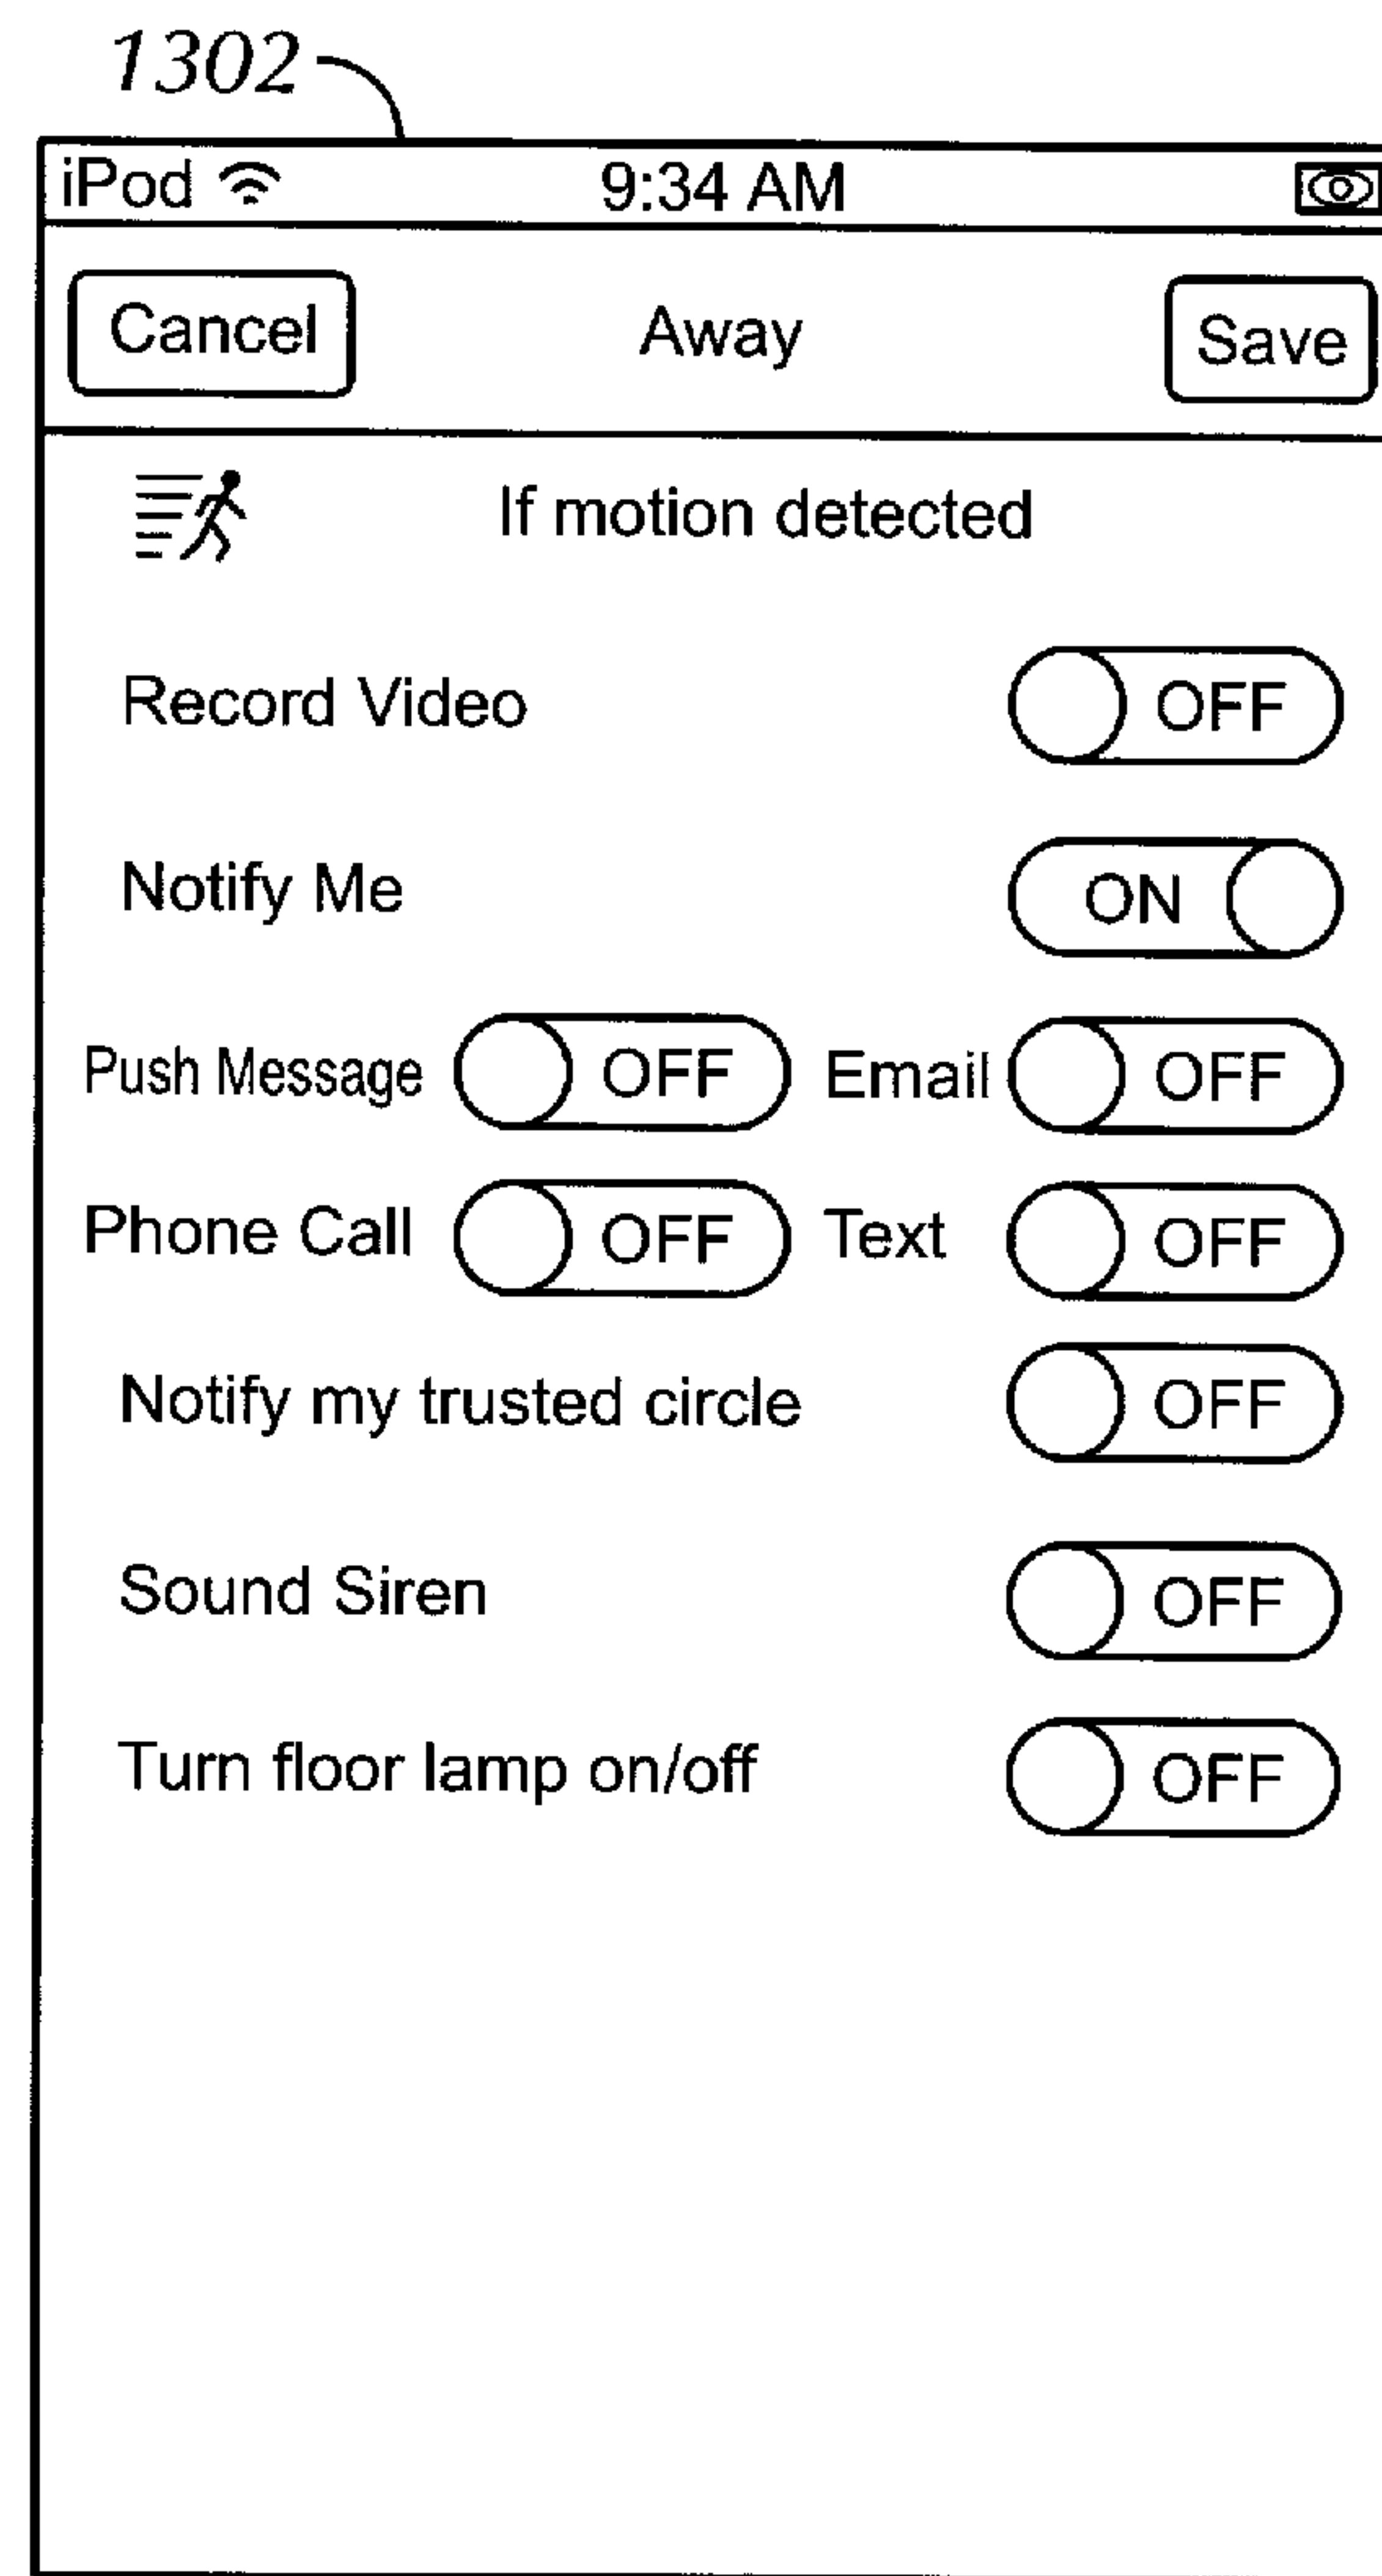 1302
iPod 9:34 AM
Cancel Away Save
If motion detected
Record Video OFF
Notify Me ON
Push Message OFF Email OFF
Phone Call OFF Text OFF
Notify my trusted circle OFF
Sound Siren OFF
Turn floor lamp on/off OFF